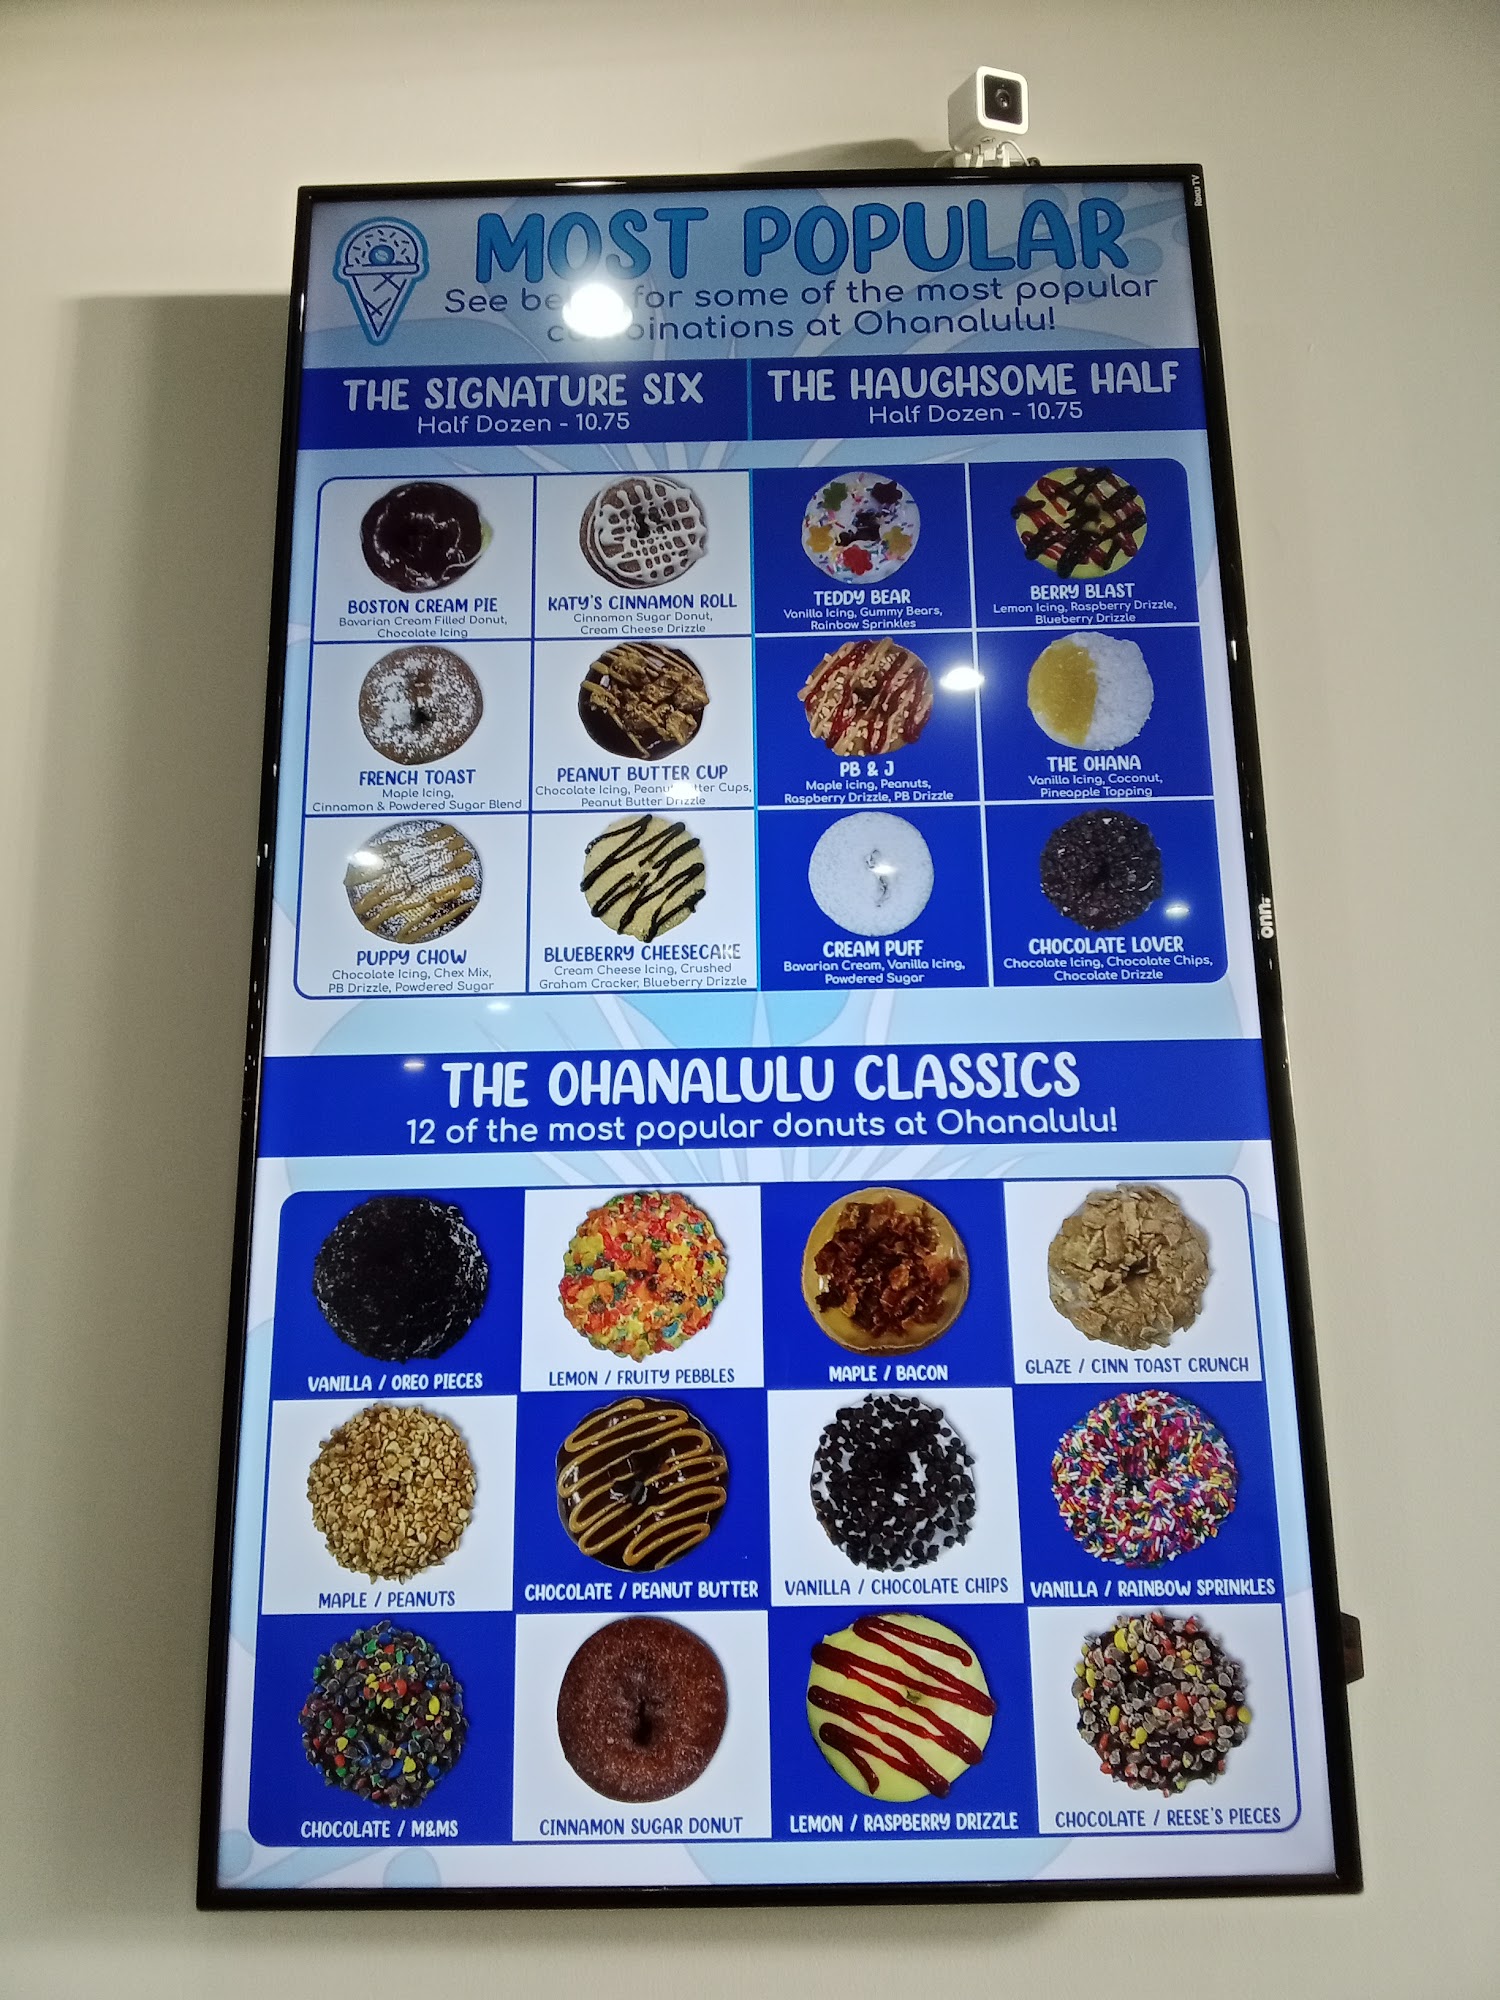 MOST POPULAR
See for some of the most popular
at Ohanalulu!
THE SIGNATURE SIX
Half Dozen - 10.75
THE HAUGHSOME HALF
Half Dozen - 10.75
BOSTON CREAM PIE
Bavarian Cream Filled Donut,
Chocolate Icing
KATY'S CINNAMON ROLL
Cinnamon Sugar Donut,
Cream Cheese Drizzle
TEDDY BEAR
Vanilla Icing, Gummy Bears,
Rainbow Sprinkles
BERRY BLAST
Lemon Icing, Raspberry Drizzle,
Blueberry Drizzle
FRENCH TOAST
Maple Icing,
Cinnamon & Powdered Sugar Blend
PEANUT BUTTER CUP
Chocolate Icing, Peanut Butter Cups,
Peanut Butter Drizzle
PB & J
Maple icing, Peanuts,
Raspberry Drizzle, PB Drizzle
THE OHANA
Vanilla Icing, Coconut,
Pineapple Topping
PUPPY CHOW
Chocolate Icing, Chex Mix,
PB Drizzle, Powdered Sugar
BLUEBERRY CHEESECAKE
Cream Cheese Icing, Crushed
Graham Cracker, Blueberry Drizzle
CREAM PUFF
Bavarian Cream, Vanilla Icing,
Powdered Sugar
CHOCOLATE LOVER
Chocolate Icing, Chocolate Chips,
Chocolate Drizzle
THE OHANALULU CLASSICS
12 of the most popular donuts at Ohanalulu!
VANILLA / OREO PIECES
LEMON / FRUITY PEBBLES
MAPLE / BACON
GLAZE / CINN TOAST CRUNCH
MAPLE / PEANUTS
CHOCOLATE / PEANUT BUTTER
VANILLA / CHOCOLATE CHIPS
VANILLA / RAINBOW SPRINKLES
CHOCOLATE / M&MS
CINNAMON SUGAR DONUT
LEMON / RASPBERRY DRIZZLE
CHOCOLATE / REESE'S PIECES
Roku TV
onn.